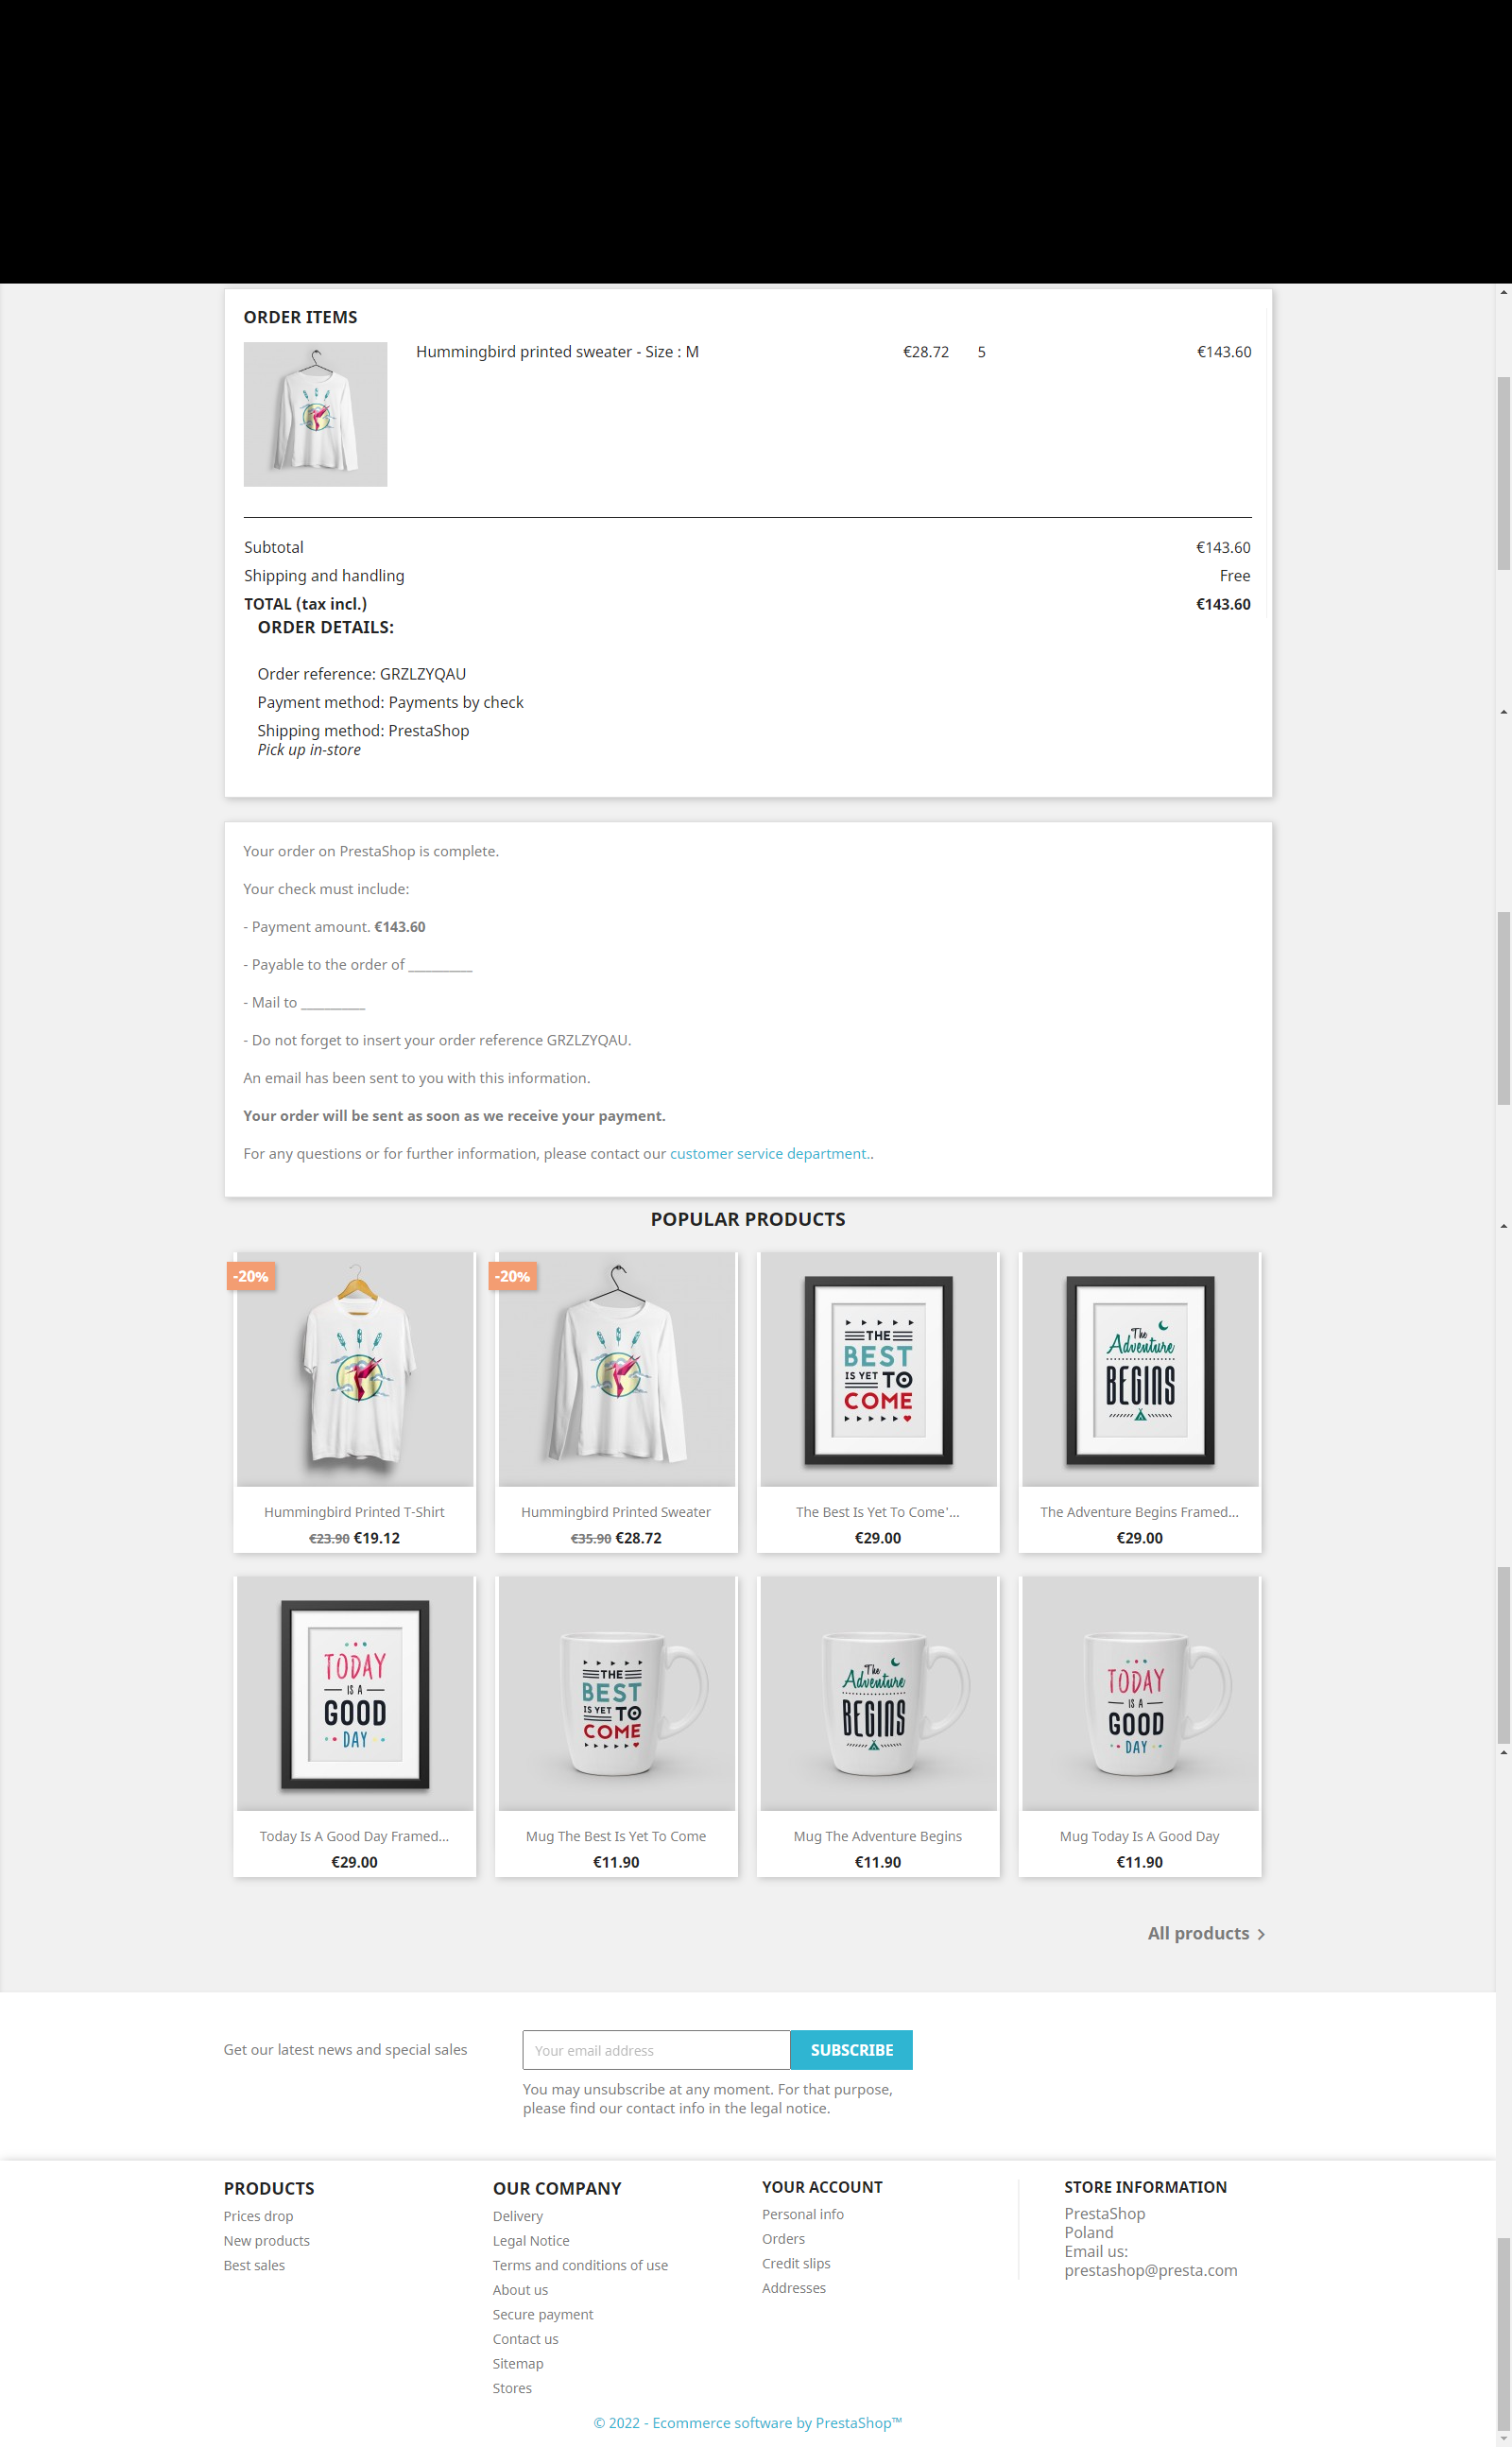 ORDER ITEMS
Hummingbird printed sweater - Size : M €28.72 5 €143.60
Subtotal €143.60
Shipping and handling Free
TOTAL (tax incl.) €143.60
ORDER DETAILS:
Order reference: GRZLZYQAU
Payment method: Payments by check
Shipping method: PrestaShop
Pick up in-store
Your order on PrestaShop is complete.
Your check must include:
- Payment amount. €143.60
- Payable to the order of __________
- Mail to __________
- Do not forget to insert your order reference GRZLZYQAU.
An email has been sent to you with this information.
Your order will be sent as soon as we receive your payment.
For any questions or for further information, please contact our customer service department..
POPULAR PRODUCTS
-20%
-20%
THE
BEST
IS YET TO
COME
The
Adventure
BEGINS
Hummingbird Printed T-Shirt
€23.90 €19.12
Hummingbird Printed Sweater
€35.90 €28.72
The Best Is Yet To Come'...
€29.00
The Adventure Begins Framed...
€29.00
TODAY
IS A
GOOD
DAY
THE
BEST
IS YET TO
COME
The
Adventure
BEGINS
TODAY
IS A
GOOD
DAY
Today Is A Good Day Framed...
€29.00
Mug The Best Is Yet To Come
€11.90
Mug The Adventure Begins
€11.90
Mug Today Is A Good Day
€11.90
All products
Get our latest news and special sales
Your email address
SUBSCRIBE
You may unsubscribe at any moment. For that purpose,
please find our contact info in the legal notice.
PRODUCTS
Prices drop
New products
Best sales
OUR COMPANY
Delivery
Legal Notice
Terms and conditions of use
About us
Secure payment
Contact us
Sitemap
Stores
YOUR ACCOUNT
Personal info
Orders
Credit slips
Addresses
STORE INFORMATION
PrestaShop
Poland
Email us:
prestashop@presta.com
© 2022 - Ecommerce software by PrestaShop™